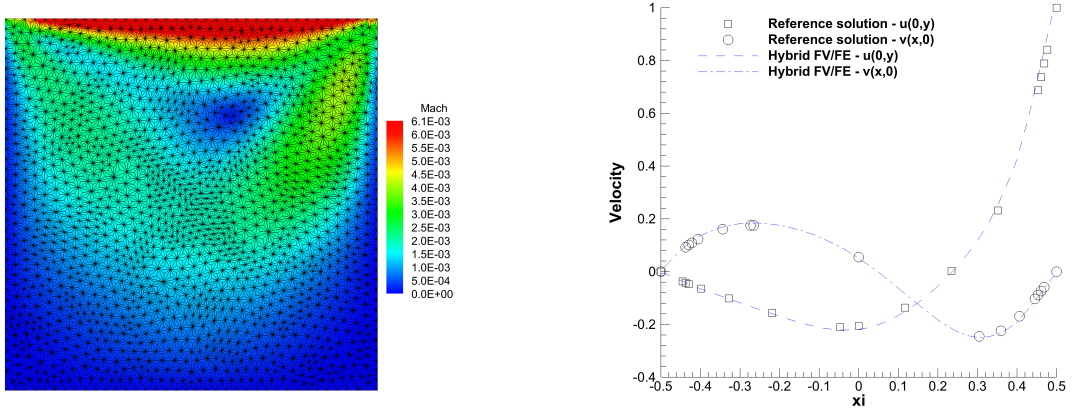 Mach
6.1E-03
6.0E-03
5.5E-03
5.0E-03
4.5E-03
4.0E-03
3.5E-03
3.0E-03
2.5E-03
2.0E-03
1.5E-03
1.0E-03
5.0E-04
0.0E+00
Reference solution - u(0,y)
Reference solution - v(x,0)
Hybrid FV/FE - u(0,y)
Hybrid FV/FE - v(x,0)
Velocity
1
0.8
0.6
0.4
0.2
0
-0.2
-0.4
-0.5 -0.4 -0.3 -0.2 -0.1 0 0.1 0.2 0.3 0.4 0.5
xi